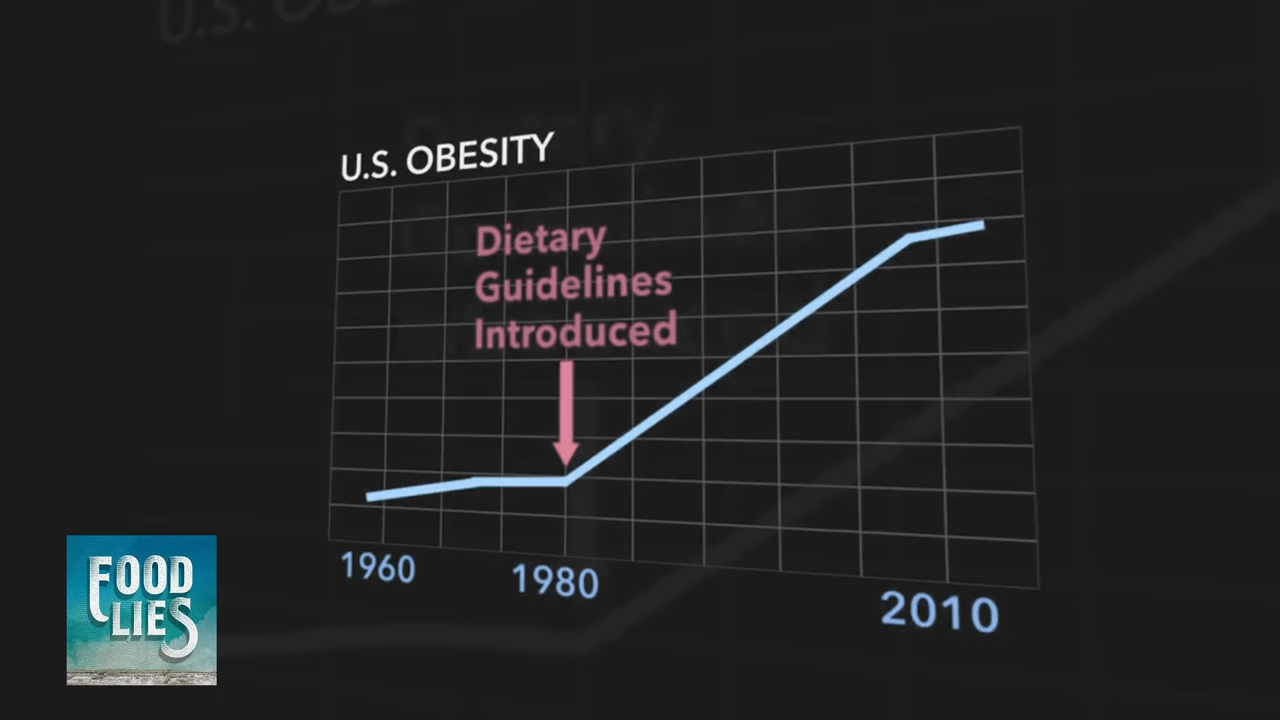 U.S. OBESITY
Dietary
Guidelines
Introduced
1960
1980
2010
FOOD
LIES